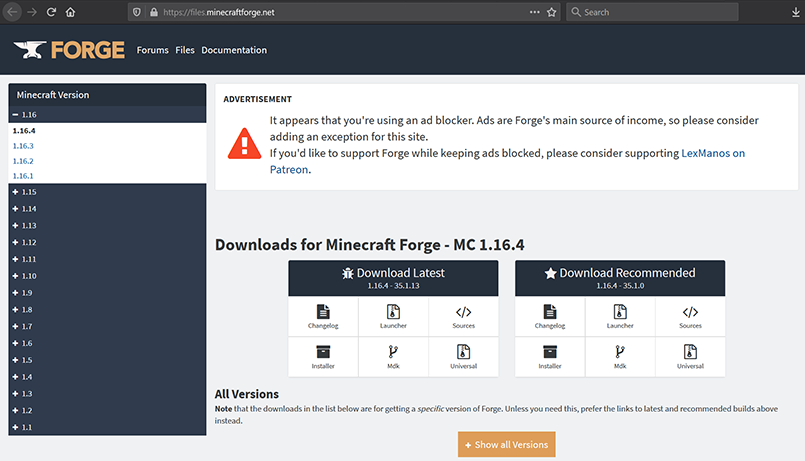 https://files.minecraftforge.net
Search
FORGE
Forums Files Documentation
Minecraft Version
1.16
1.16.4
1.16.3
1.16.2
1.16.1
1.15
1.14
1.13
1.12
1.11
1.10
1.9
1.8
1.7
1.6
1.5
1.4
1.3
1.2
1.1
ADVERTISEMENT
It appears that you're using an ad blocker. Ads are Forge's main source of income, so please consider
adding an exception for this site.
If you'd like to support Forge while keeping ads blocked, please consider supporting LexManos on
Patreon.
Downloads for Minecraft Forge - MC 1.16.4
Download Latest
1.16.4 - 35.1.13
Changelog Launcher Sources
Installer Mdk Universal
Download Recommended
1.16.4 - 35.1.0
Changelog Launcher Sources
Installer Mdk Universal
All Versions
Note that the downloads in the list below are for getting a specific version of Forge. Unless you need this, prefer the links to latest and recommended builds above
instead.
+ Show all Versions